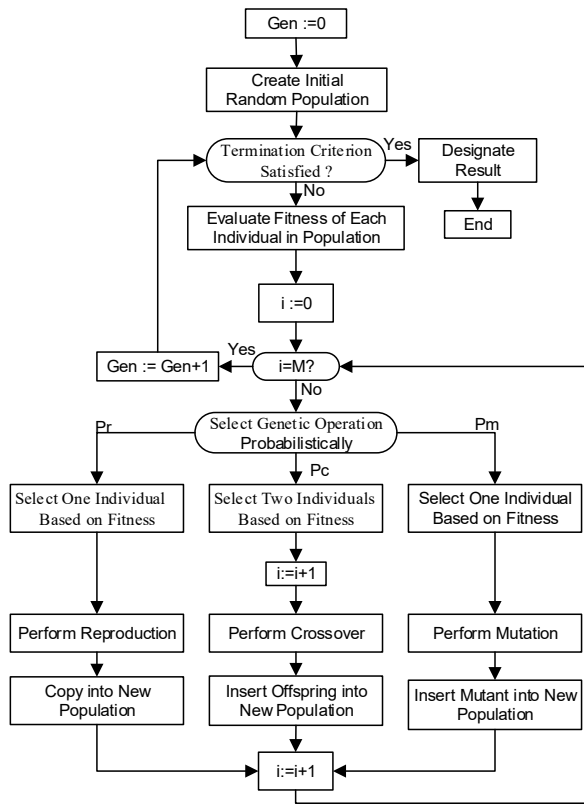 Gen :=0
Create Initial
Random Population
Termination Criterion
Satisfied ?
Yes
Designate
Result
End
No
Evaluate Fitness of Each
Individual in Population
i :=0
Yes
Gen := Gen+1
i=M?
No
Select Genetic Operation
Probabilistically
Pr
Pc
Pm
Select One Individual
Based on Fitness
Select Two Individuals
Based on Fitness
Select One Individual
Based on Fitness
i:=i+1
Perform Reproduction
Perform Crossover
Perform Mutation
Copy into New
Population
Insert Offspring into
New Population
Insert Mutant into New
Population
i:=i+1